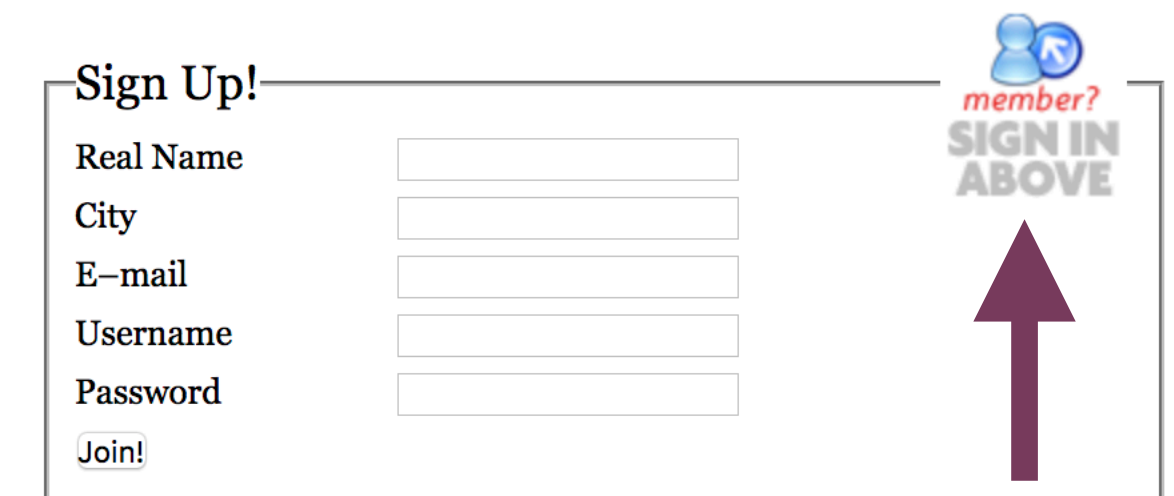 Sign Up!
member?
SIGN IN
ABOVE
Real Name
City
E–mail
Username
Password
Join!